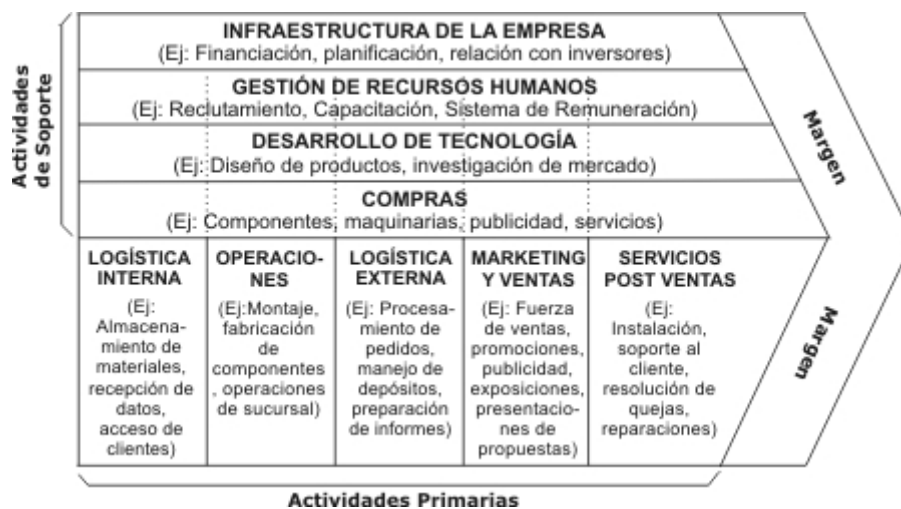 Actividades
de Soporte
INFRAESTRUCTURA DE LA EMPRESA
(Ej: Financiación, planificación, relación con inversores)
GESTIÓN DE RECURSOS HUMANOS
(Ej: Reclutamiento, Capacitación, Sistema de Remuneración)
DESARROLLO DE TECNOLOGÍA
(Ej: Diseño de productos, investigación de mercado)
COMPRAS
(Ej: Componentes, maquinarias, publicidad, servicios)
Margen
LOGÍSTICA
INTERNA
(Ej:
Almacena-
miento de
materiales,
recepción de
datos,
acceso de
clientes)
OPERACIO-
NES
(Ej:Montaje,
fabricación
de
componentes
, operaciones
de sucursal)
LOGÍSTICA
EXTERNA
(Ej: Procesa-
miento de
pedidos,
manejo de
depósitos,
preparación
de informes)
MARKETING
Y VENTAS
(Ej: Fuerza
de ventas,
promociones,
publicidad,
exposiciones,
presentacio-
nes de
propuestas)
SERVICIOS
POST VENTAS
(Ej:
Instalación,
soporte al
cliente,
resolución de
quejas,
reparaciones)
Margen
Actividades Primarias